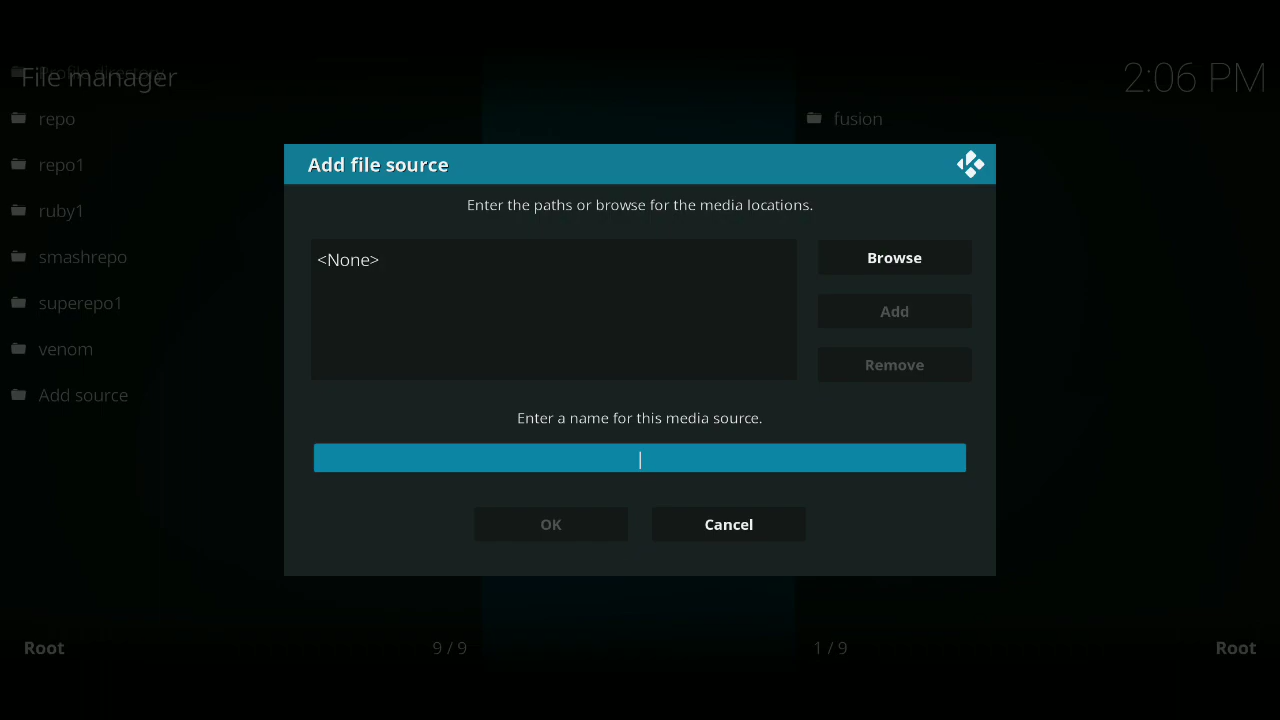 Profile directory
File manager
2:06 PM
repo
fusion
repo1
ruby1
smashrepo
superepo1
venom
Add source
Add file source
Enter the paths or browse for the media locations.
<None>
Browse
Add
Remove
Enter a name for this media source.
OK
Cancel
Root
9 / 9
1 / 9
Root